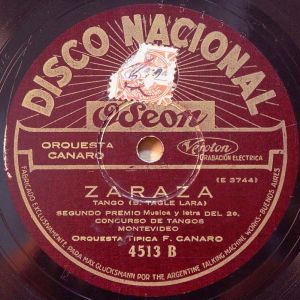 DISCO NACIONAL
Odeon
ORQUESTA
CANARO
Veroton
GRABACIÓN ELECTRICA
(E 3744)
ZARAZA
TANGO (B. TAGLE LARA)
SEGUNDO PREMIO Musica y letra DEL 2º.
CONCURSO DE TANGOS
MONTEVIDEO
ORQUESTA TIPICA F. CANARO
4513 B
FABRICADO EXCLUSIVAMENTE PARA MAX GLUCKSMANN POR THE ARGENTINE TALKING MACHINE WORKS - BUENOS AIRES